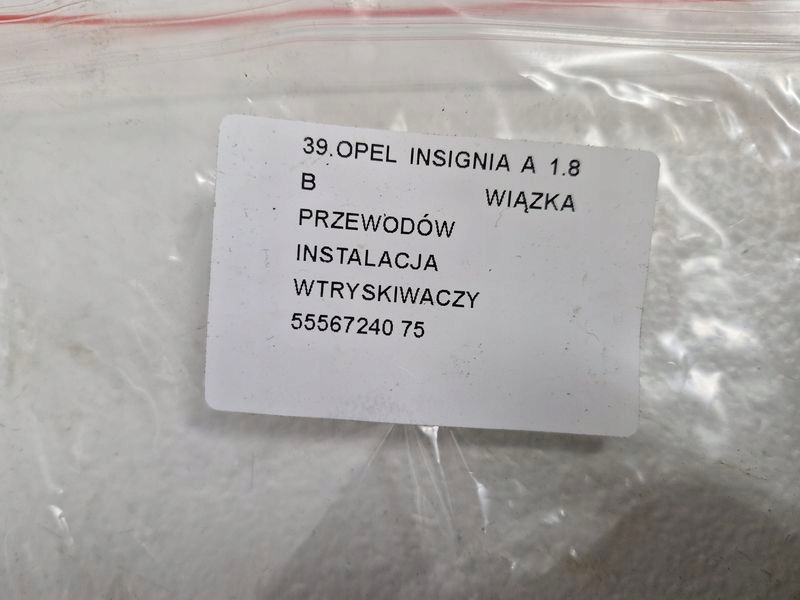 39.OPEL INSIGNIA A 1.8
B WIĄZKA
PRZEWODÓW
INSTALACJA
WTRYSKIWACZY
55567240 75